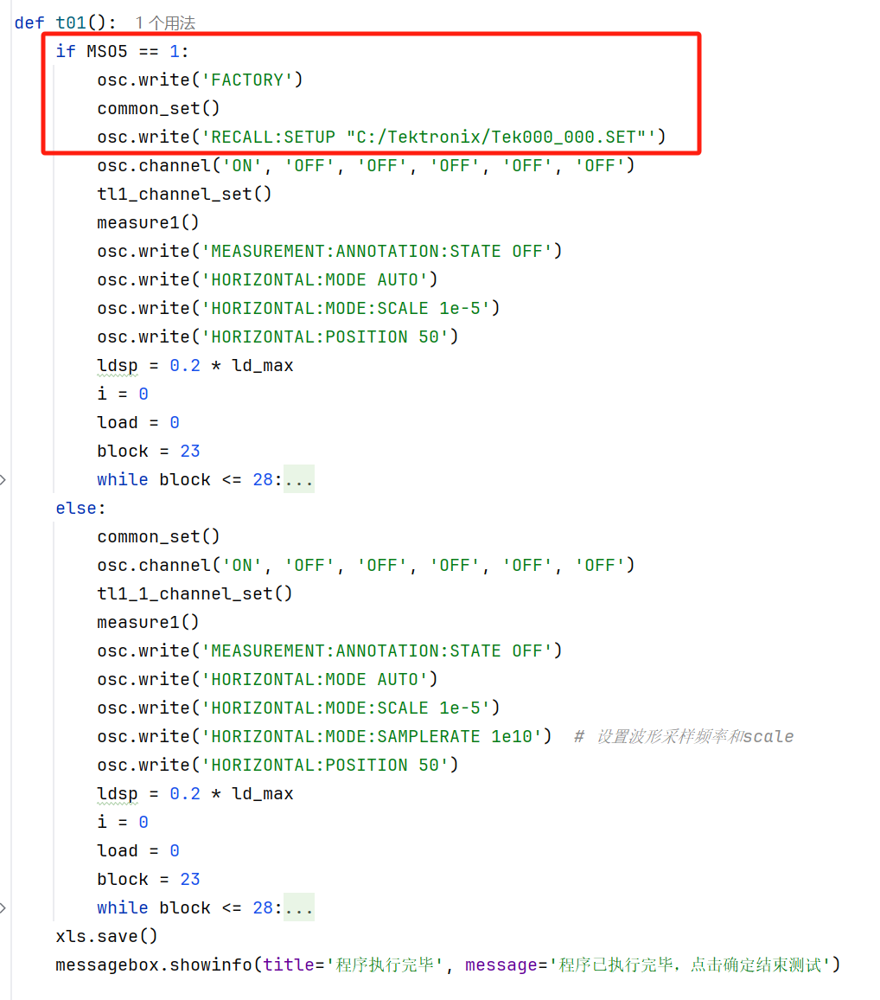 def t01(): 1 个用法
    if MSO5 == 1:
        osc.write('FACTORY')
        common_set()
        osc.write('RECALL:SETUP "C:/Tektronix/Tek000_000.SET"')
        osc.channel('ON', 'OFF', 'OFF', 'OFF', 'OFF', 'OFF')
        tl1_channel_set()
        measure1()
        osc.write('MEASUREMENT:ANNOTATION:STATE OFF')
        osc.write('HORIZONTAL:MODE AUTO')
        osc.write('HORIZONTAL:MODE:SCALE 1e-5')
        osc.write('HORIZONTAL:POSITION 50')
        ldsp = 0.2 * ld_max
        i = 0
        load = 0
        block = 23
        while block <= 28:...
    else:
        common_set()
        osc.channel('ON', 'OFF', 'OFF', 'OFF', 'OFF', 'OFF')
        tl1_1_channel_set()
        measure1()
        osc.write('MEASUREMENT:ANNOTATION:STATE OFF')
        osc.write('HORIZONTAL:MODE AUTO')
        osc.write('HORIZONTAL:MODE:SCALE 1e-5')
        osc.write('HORIZONTAL:MODE:SAMPLERATE 1e10')  # 设置波形采样频率和scale
        osc.write('HORIZONTAL:POSITION 50')
        ldsp = 0.2 * ld_max
        i = 0
        load = 0
        block = 23
        while block <= 28:...
    xls.save()
    messagebox.showinfo(title='程序执行完毕', message='程序已执行完毕，点击确定结束测试')